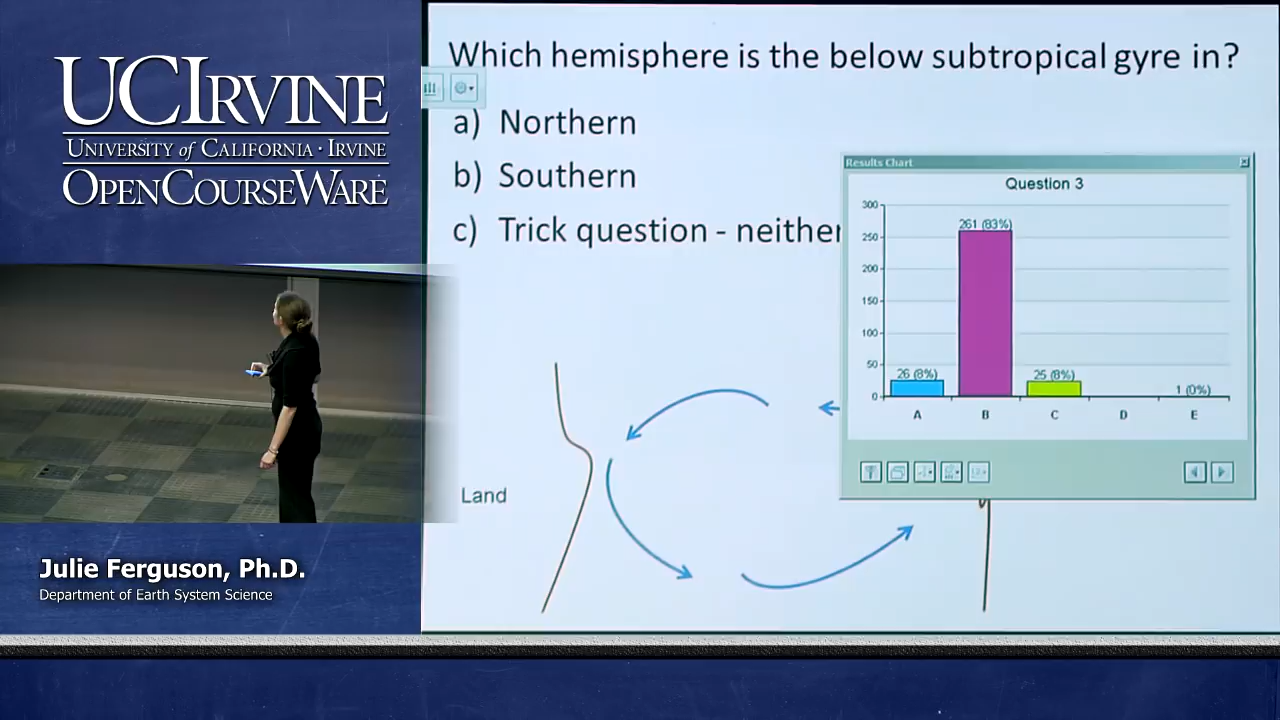 UCIRVINE
UNIVERSITY of CALIFORNIA · IRVINE
OPENCOURSEWARE
Julie Ferguson, Ph.D.
Department of Earth System Science
Which hemisphere is the below subtropical gyre in?
a) Northern
b) Southern
c) Trick question - neither
Land
Results Chart
Question 3
300
250
200
150
100
50
0
26 (8%)
261 (83%)
25 (8%)
1 (0%)
A B C D E